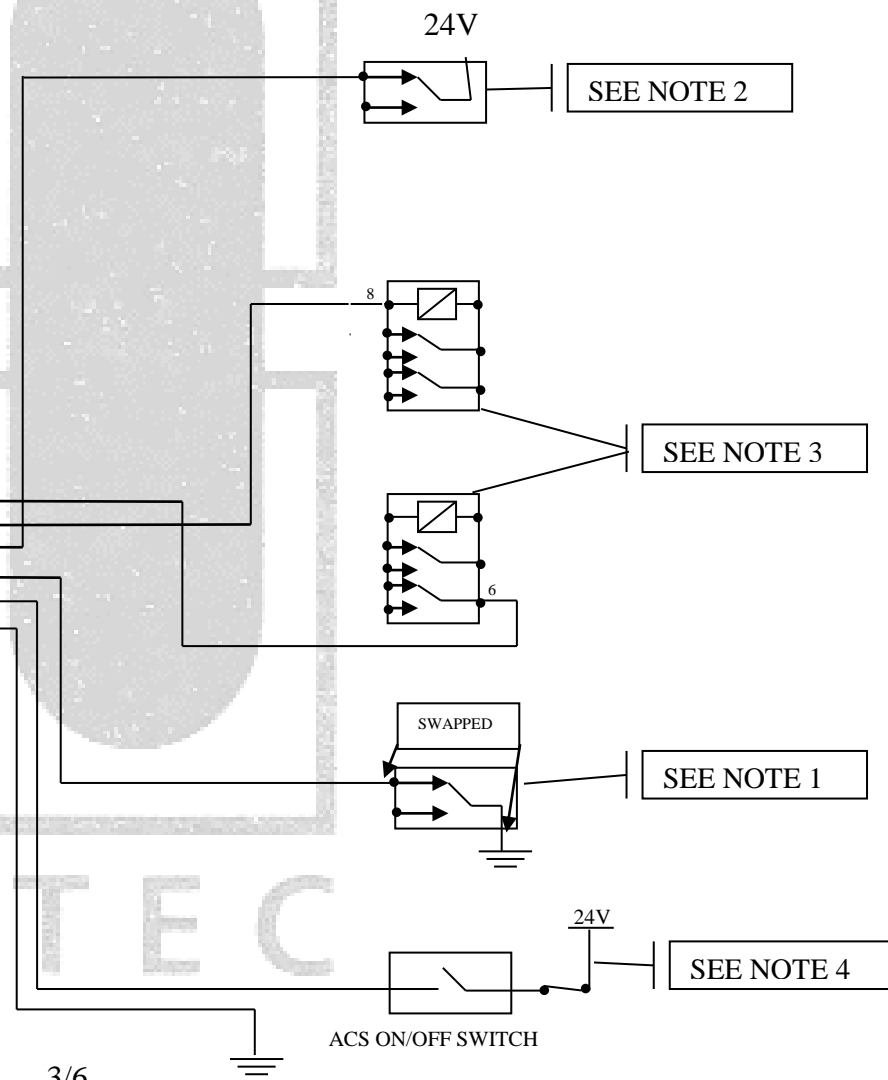 24V
SEE NOTE 2
8
SEE NOTE 3
6
SWAPPED
SEE NOTE 1
TEC
24V
SEE NOTE 4
ACS ON/OFF SWITCH
3/6